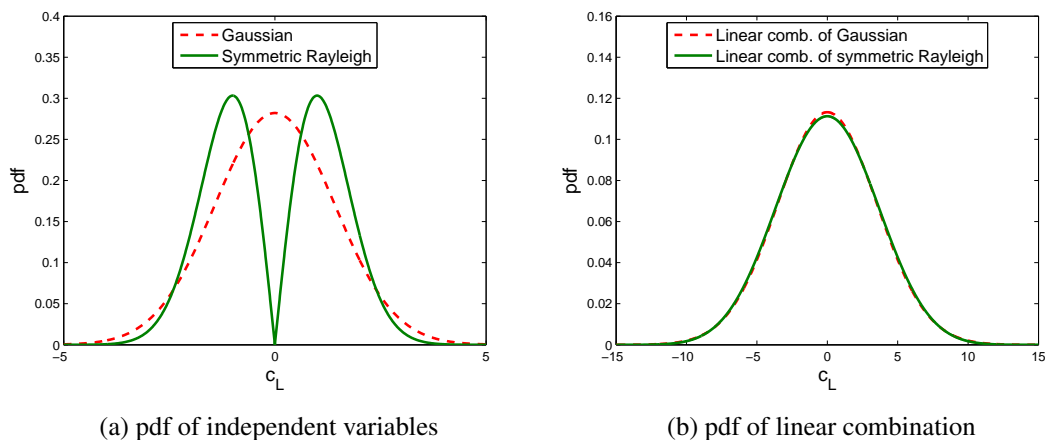 0.4
0.35
0.3
0.25
0.2
0.15
0.1
0.05
0
pdf
−5
0
5
c_L
Gaussian
Symmetric Rayleigh
(a) pdf of independent variables
0.16
0.14
0.12
0.1
0.08
0.06
0.04
0.02
0
pdf
−15
−10
−5
0
5
10
15
c_L
Linear comb. of Gaussian
Linear comb. of symmetric Rayleigh
(b) pdf of linear combination